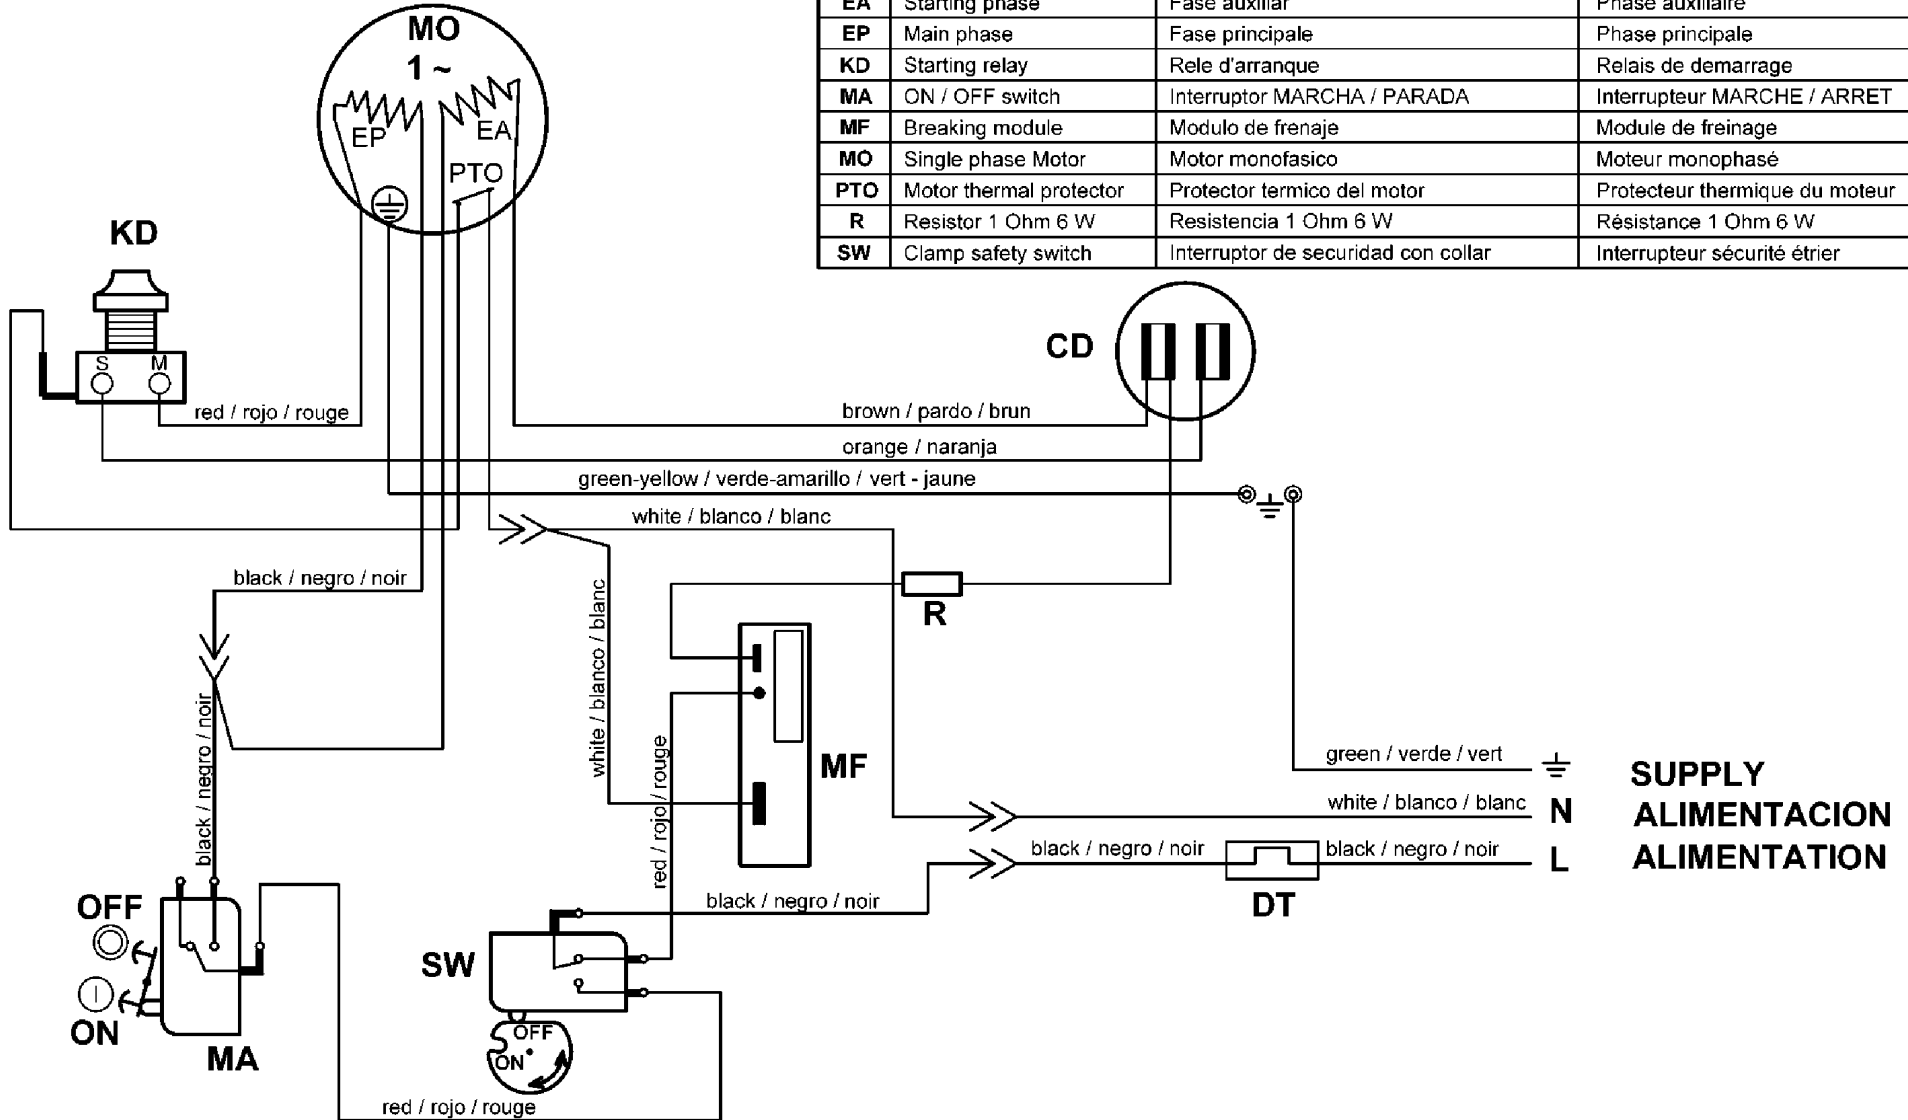 MO
1 ~
EP
EA
PTO
EA Starting phase Fase auxiliar Phase auxiliaire
EP Main phase Fase principale Phase principale
KD Starting relay Rele d'arranque Relais de demarrage
MA ON / OFF switch Interruptor MARCHA / PARADA Interrupteur MARCHE / ARRET
MF Breaking module Modulo de frenaje Module de freinage
MO Single phase Motor Motor monofasico Moteur monophasé
PTO Motor thermal protector Protector termico del motor Protecteur thermique du moteur
R Resistor 1 Ohm 6 W Resistencia 1 Ohm 6 W Résistance 1 Ohm 6 W
SW Clamp safety switch Interruptor de securidad con collar Interrupteur sécurité étrier
KD
S M
CD
red / rojo / rouge
brown / pardo / brun
orange / naranja
green-yellow / verde-amarillo / vert - jaune
white / blanco / blanc
black / negro / noir
R
white / blanco / blanc
black / negro / noir
red / rojo / rouge
MF
green / verde / vert
SUPPLY
white / blanco / blanc N ALIMENTACION
black / negro / noir
black / negro / noir L ALIMENTATION
DT
black / negro / noir
OFF
ON
MA
SW
OFF
ON
red / rojo / rouge